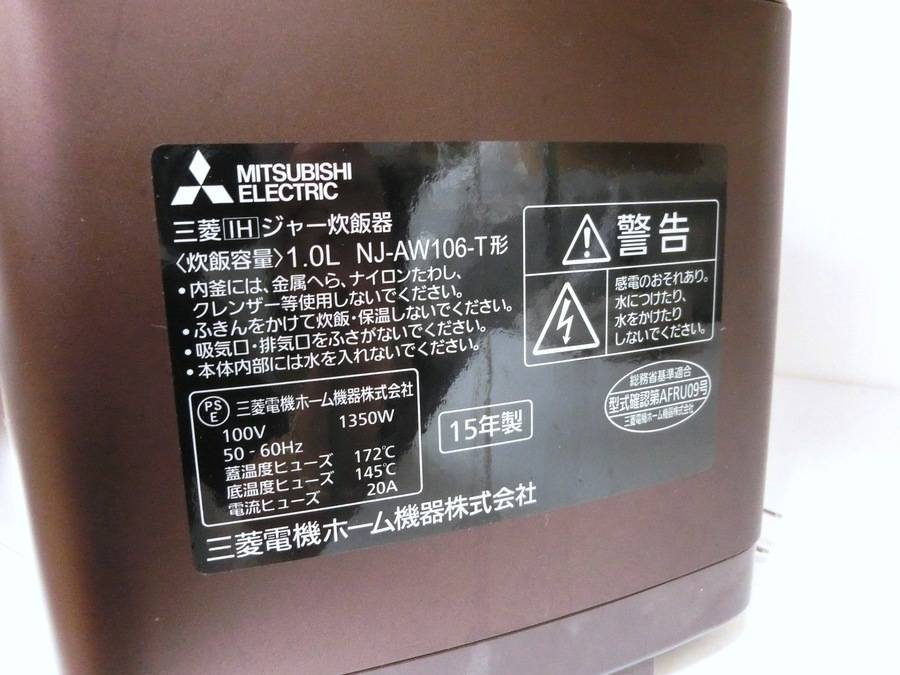 MITSUBISHI
ELECTRIC
三菱IHジャー炊飯器
〈炊飯容量〉1.0L NJ-AW106-T形
・内釜には、金属へら、ナイロンたわし、
クレンザー等使用しないでください。
・ふきんをかけて炊飯・保温しないでください。
・吸気口・排気口をふさがないでください。
・本体内部には水を入れないでください。
警告
感電のおそれあり。
水につけたり、
水をかけたり
しないでください。
PS
E
三菱電機ホーム機器株式会社
100V 1350W
50-60Hz
蓋温度ヒューズ 172℃
底温度ヒューズ 145℃
電流ヒューズ 20A
15年製
総務省基準適合
型式確認第AFRU09号
三菱電機ホーム機器株式会社
三菱電機ホーム機器株式会社